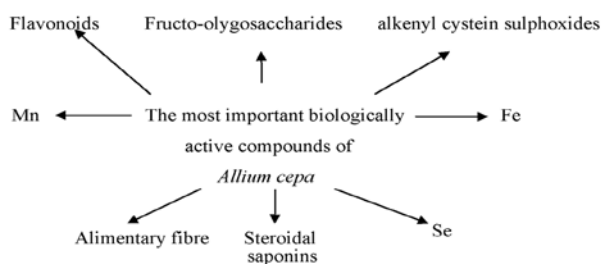 Flavonoids
Fructo-olygosaccharides
alkenyl cystein sulphoxides
Mn
The most important biologically
active compounds of
Allium cepa
Fe
Alimentary fibre
Steroidal
saponins
Se